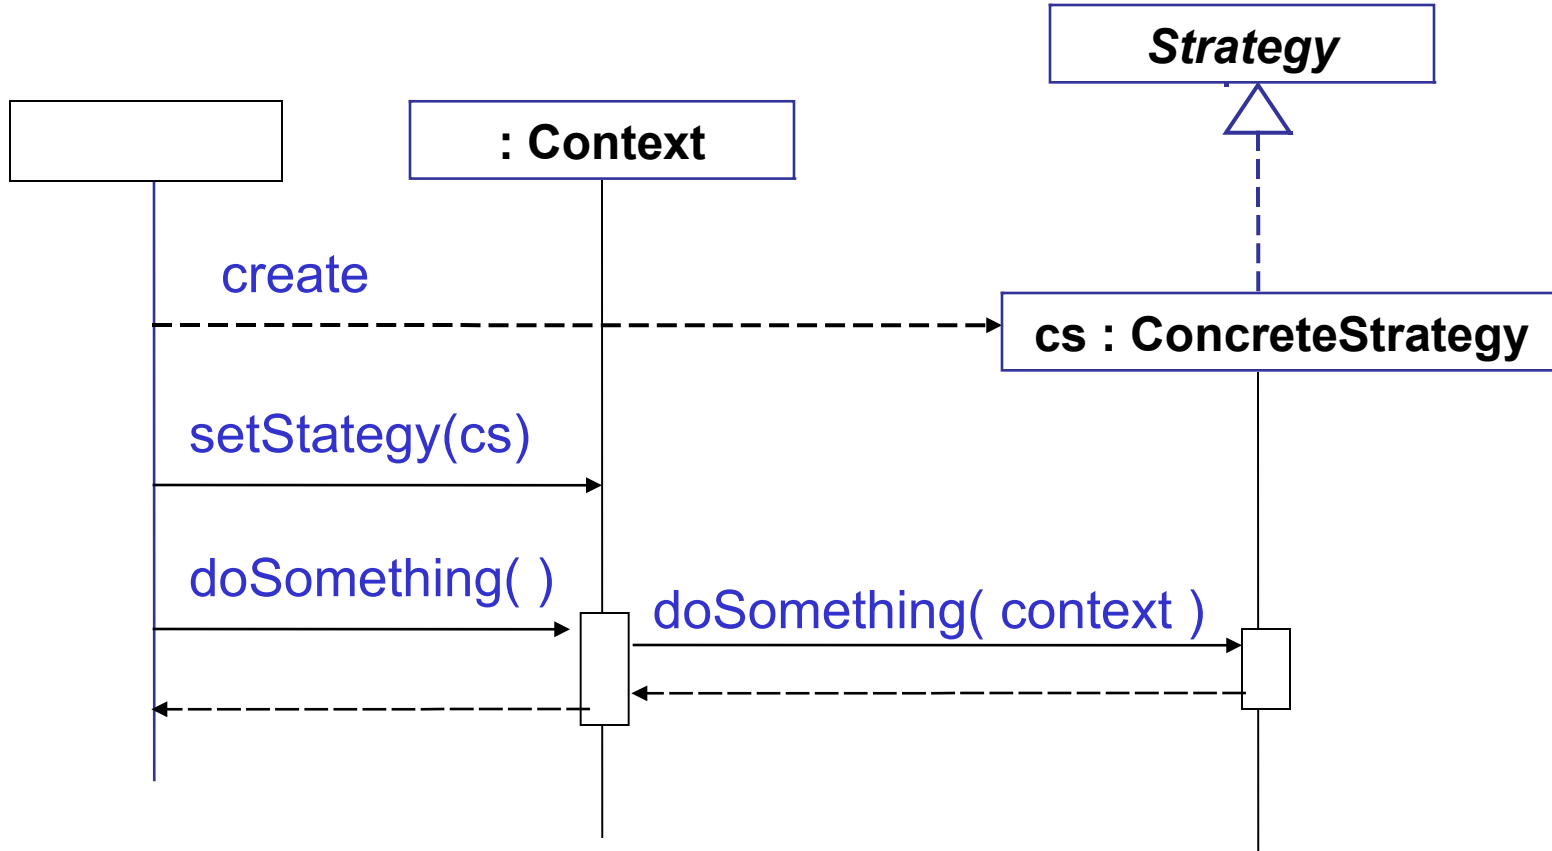 Strategy
: Context
create
cs : ConcreteStrategy
setStategy(cs)
doSomething( )
doSomething( context )